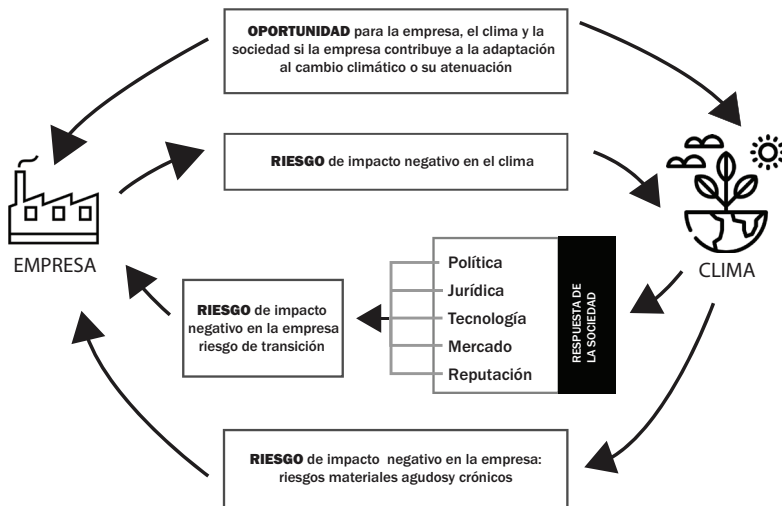 OPORTUNIDAD para la empresa, el clima y la
sociedad si la empresa contribuye a la adaptación
al cambio climático o su atenuación
RIESGO de impacto negativo en el clima
EMPRESA
CLIMA
RIESGO de impacto
negativo en la empresa
riesgo de transición
Política
Jurídica
Tecnología
Mercado
Reputación
RESPUESTA DE
LA SOCIEDAD
RIESGO de impacto negativo en la empresa:
riesgos materiales agudosy crónicos